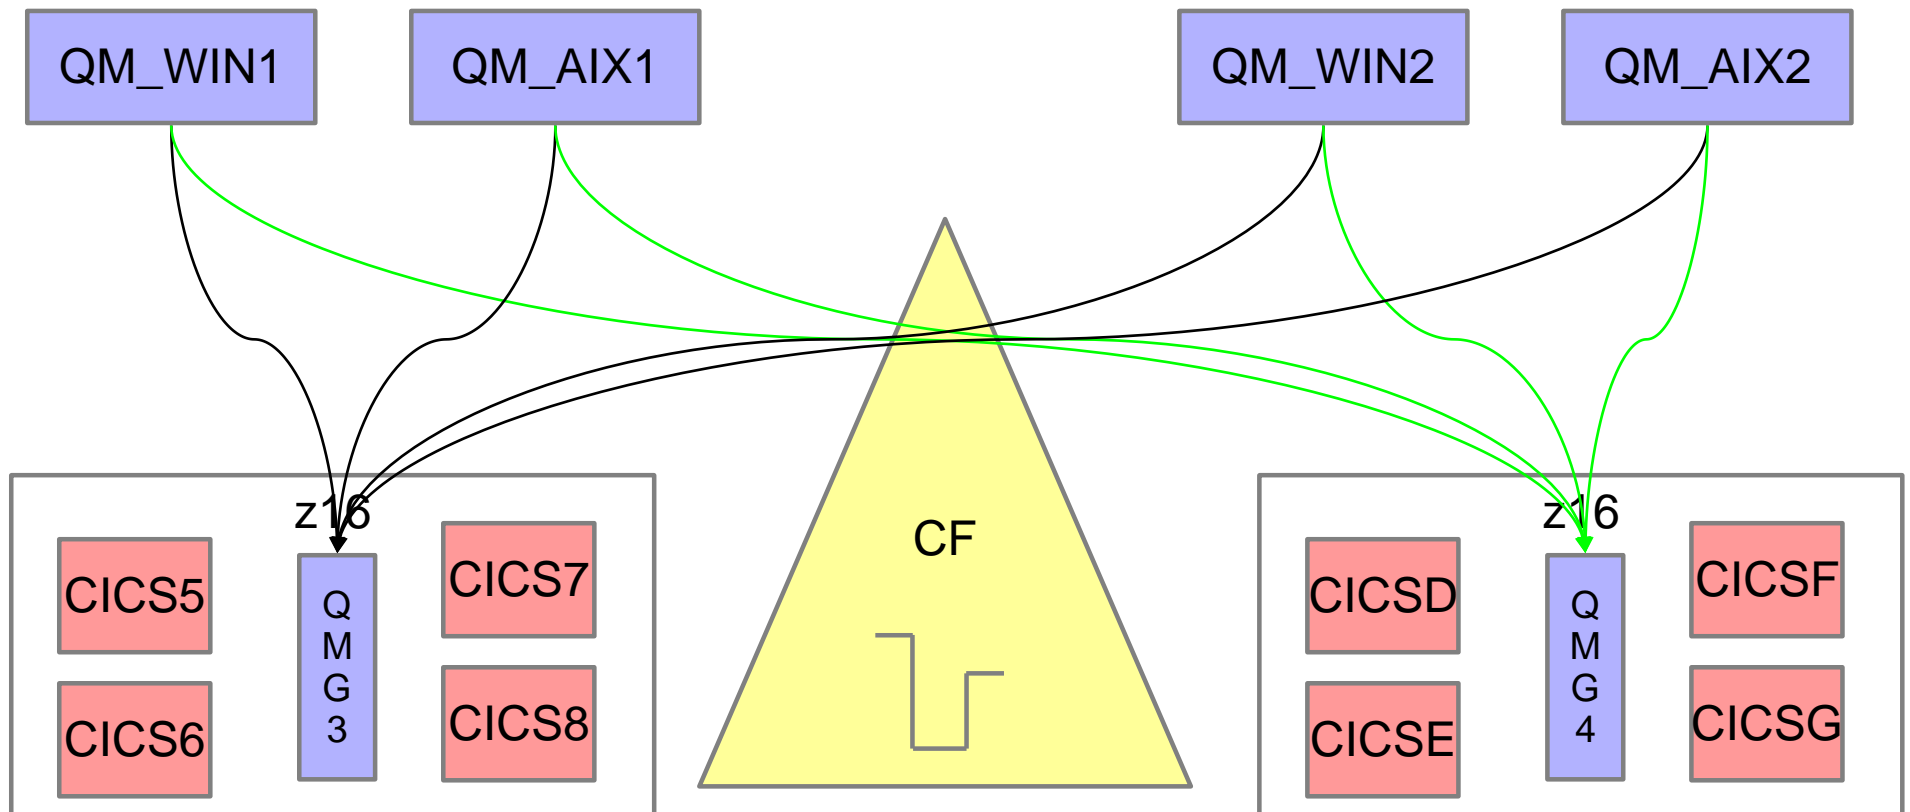 QM_WIN1
QM_AIX1
QM_WIN2
QM_AIX2
z16
CICS5
CICS6
Q
M
G
3
CICS7
CICS8
CF
z16
CICSD
CICSE
Q
M
G
4
CICSF
CICSG